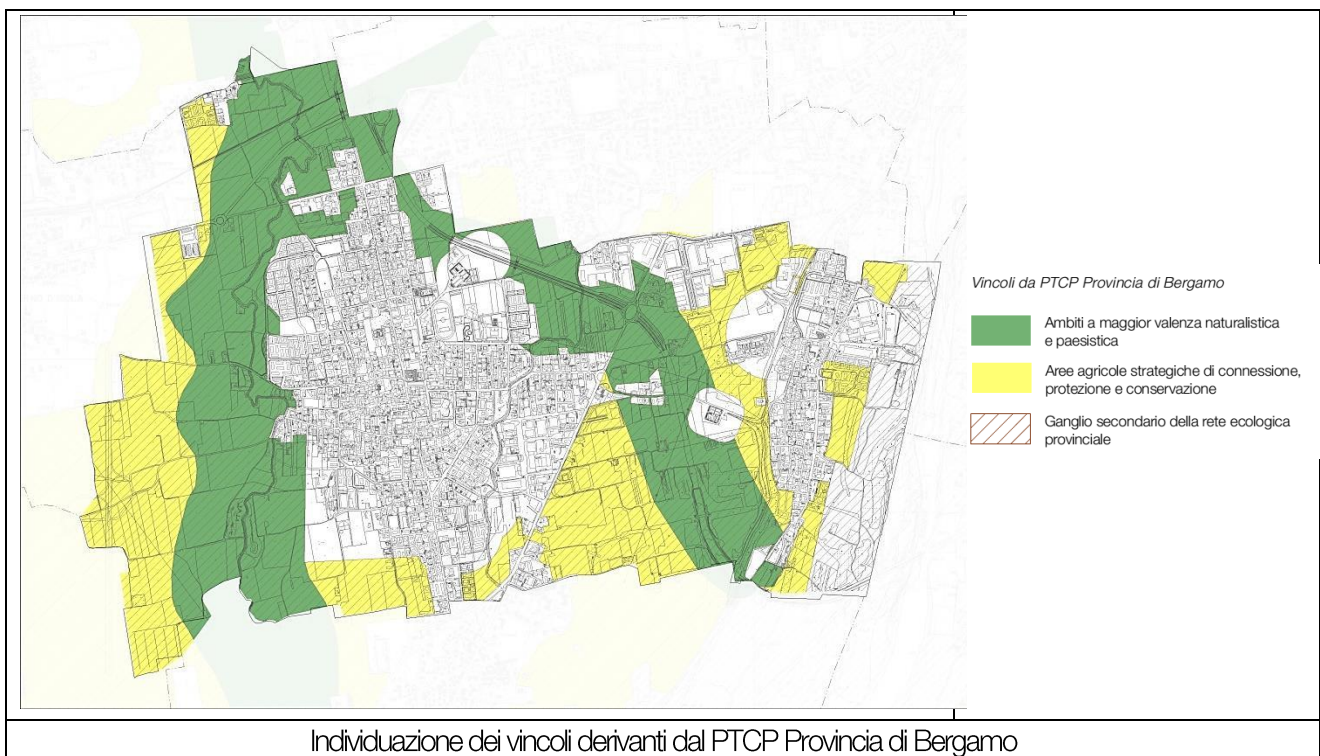 Vincoli da PTCP Provincia di Bergamo
Ambiti a maggior valenza naturalistica
e paesistica
Aree agricole strategiche di connessione,
protezione e conservazione
Ganglio secondario della rete ecologica
provinciale
Individuazione dei vincoli derivanti dal PTCP Provincia di Bergamo